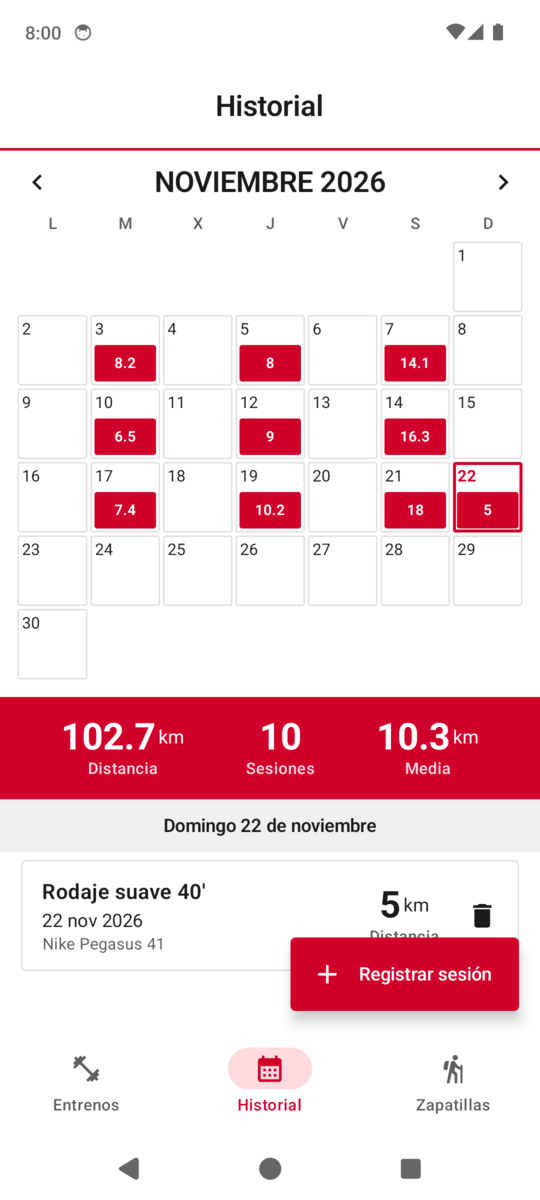 8:00
Historial
NOVIEMBRE 2026
L M X J V S D
1
2 3 4 5 6 7 8
8.2 8 14.1
9 10 11 12 13 14 15
6.5 9 16.3
16 17 18 19 20 21 22
7.4 10.2 18 5
23 24 25 26 27 28 29
30
102.7 km 10 10.3 km
Distancia Sesiones Media
Domingo 22 de noviembre
Rodaje suave 40'
22 nov 2026
Nike Pegasus 41
5 km
Distancia
Registrar sesión
Entrenos Historial Zapatillas